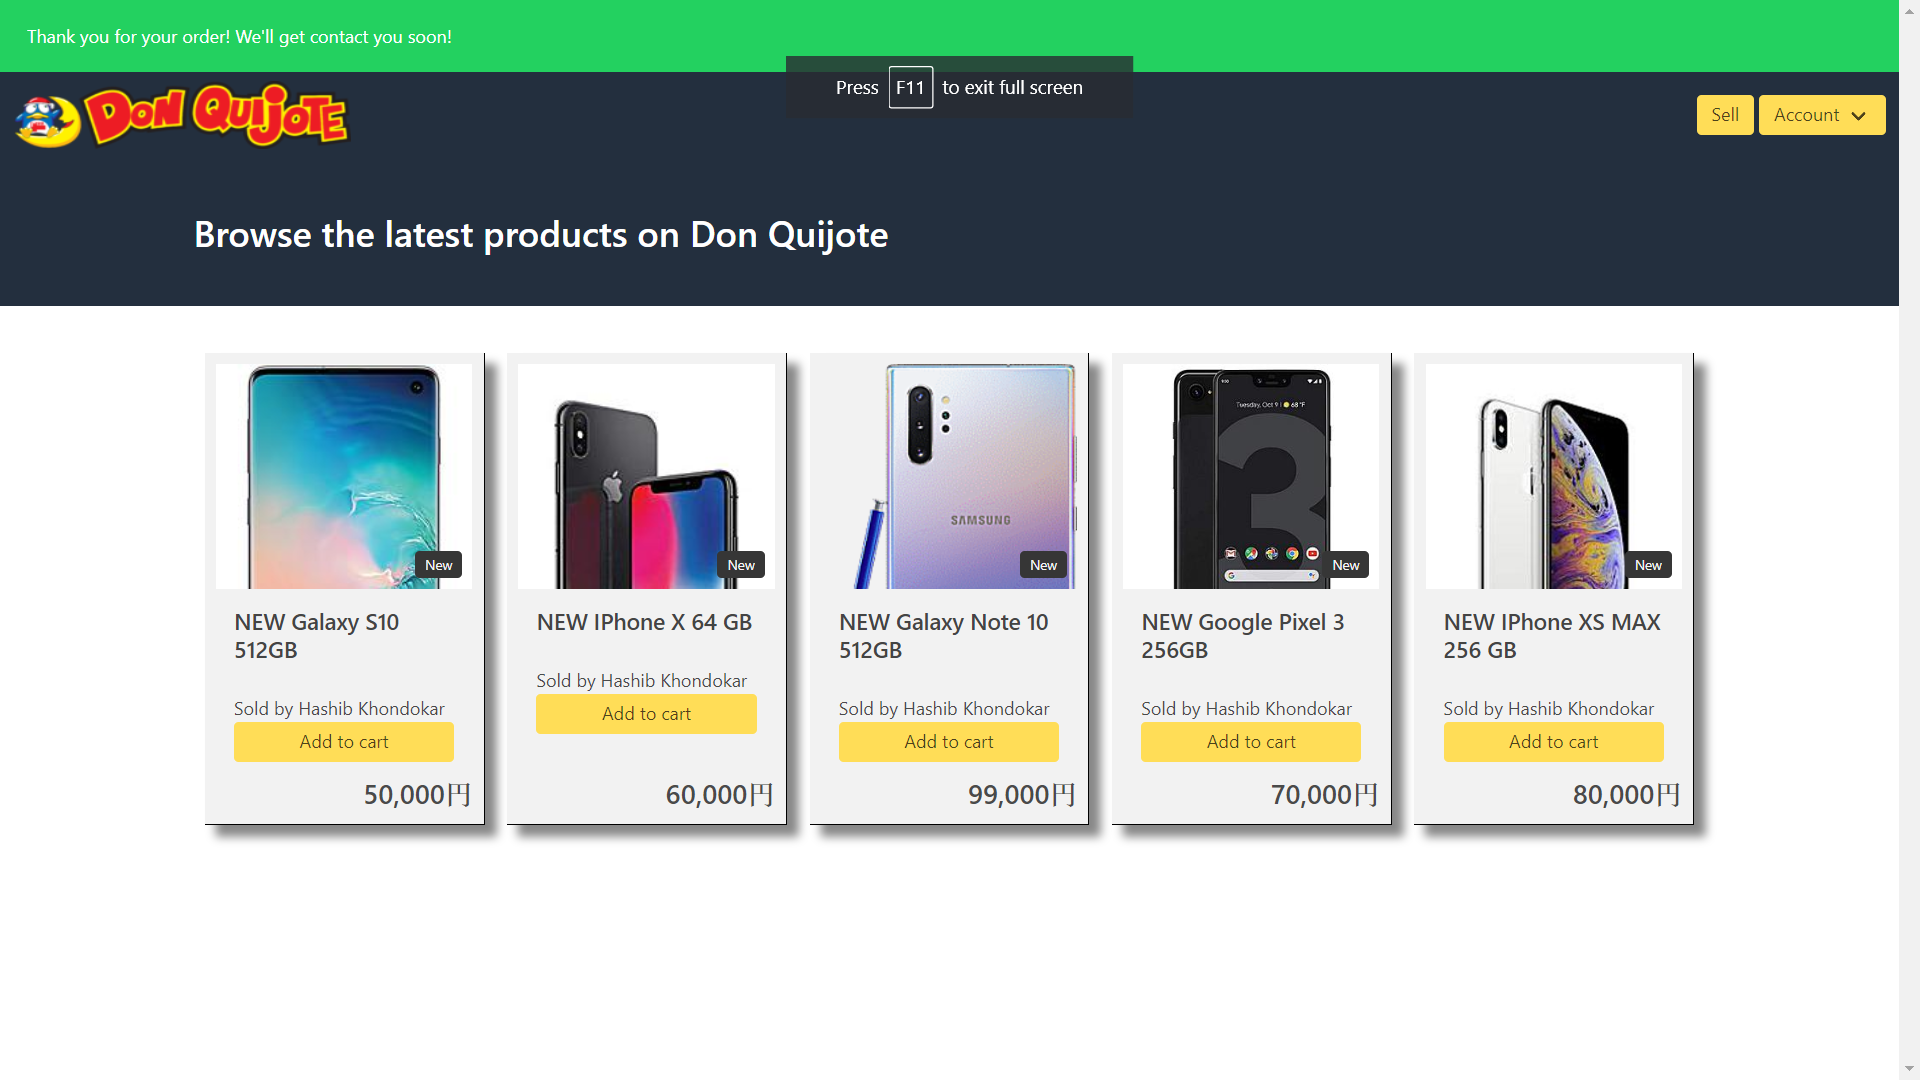 Thank you for your order! We'll get contact you soon!
Press F11 to exit full screen
DON QUIJOTE
Sell
Account
Browse the latest products on Don Quijote
Tuesday, Oct 9 | 68 °F
SAMSUNG
New
New
New
New
New
NEW Galaxy S10
512GB
Sold by Hashib Khondokar
Add to cart
50,000円
NEW IPhone X 64 GB
Sold by Hashib Khondokar
Add to cart
60,000円
NEW Galaxy Note 10
512GB
Sold by Hashib Khondokar
Add to cart
99,000円
NEW Google Pixel 3
256GB
Sold by Hashib Khondokar
Add to cart
70,000円
NEW IPhone XS MAX
256 GB
Sold by Hashib Khondokar
Add to cart
80,000円